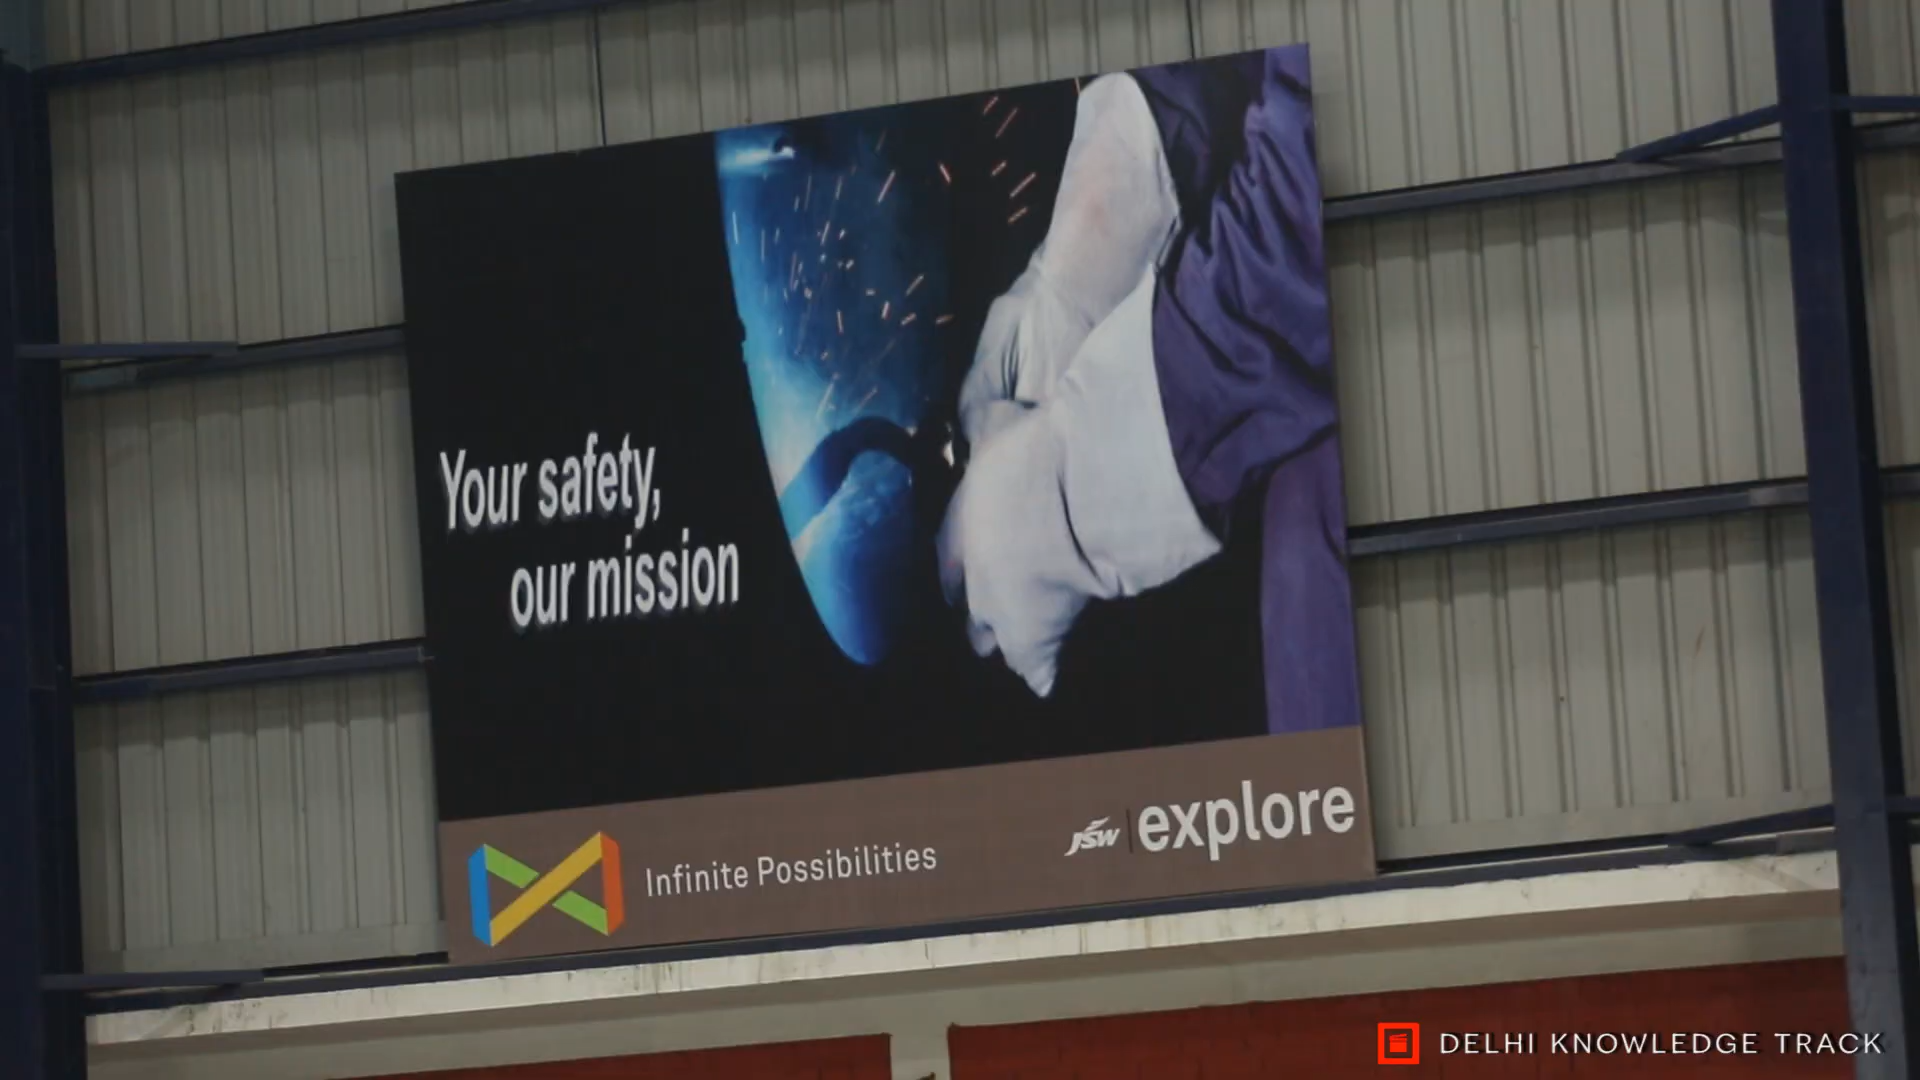 Your safety,
our mission
Infinite Possibilities
JSW explore
DELHI KNOWLEDGE TRACK